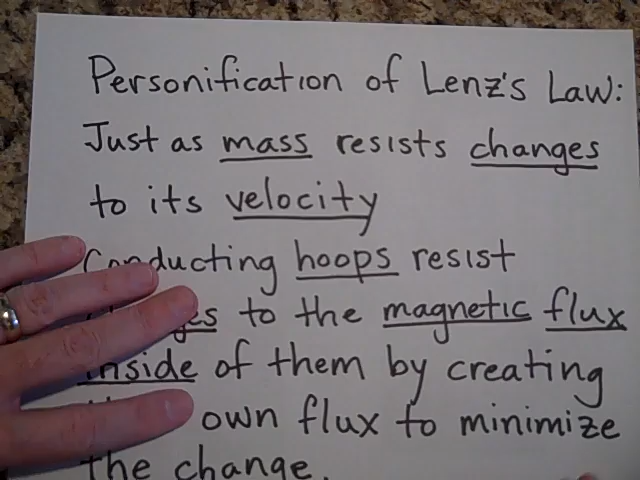 Personification of Lenz's Law:
Just as mass resists changes
to its velocity
Conducting hoops resist
to the magnetic flux
inside of them by creating
own flux to minimize
the change.